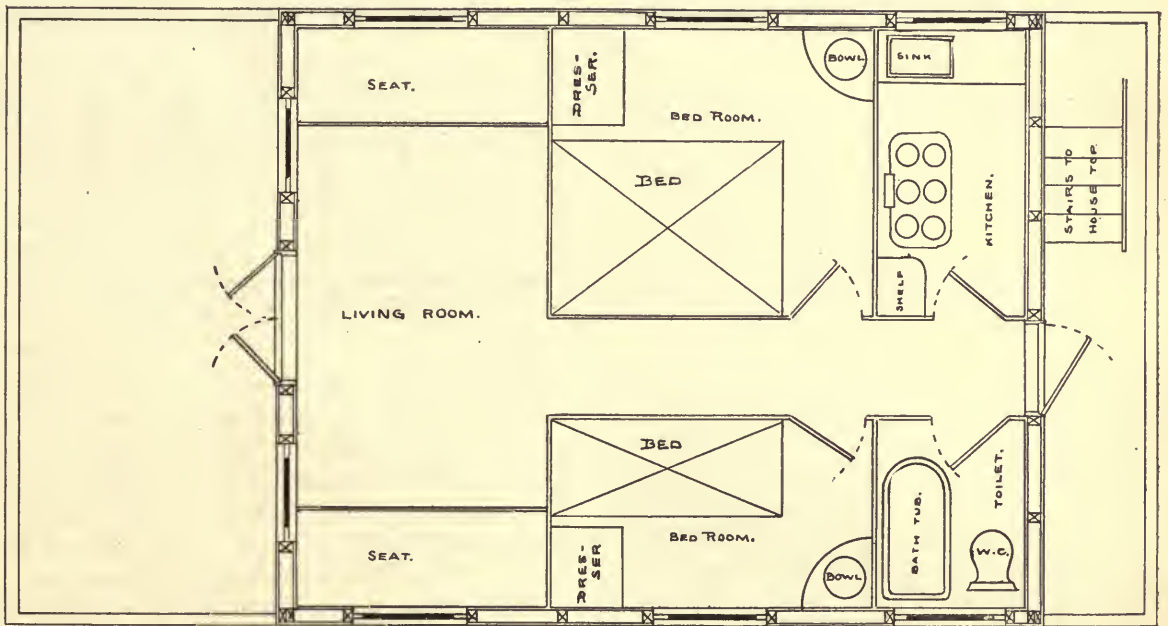 SEAT.
DRES-
SER.
BOWL
SINK
BED ROOM.
BED
KITCHEN.
STAIRS TO
HOUSE TOP.
SHELF
LIVING ROOM.
BED
TOILET.
BATH TUB.
W.C.
BED ROOM.
DRES-
SER
SEAT.
BOWL